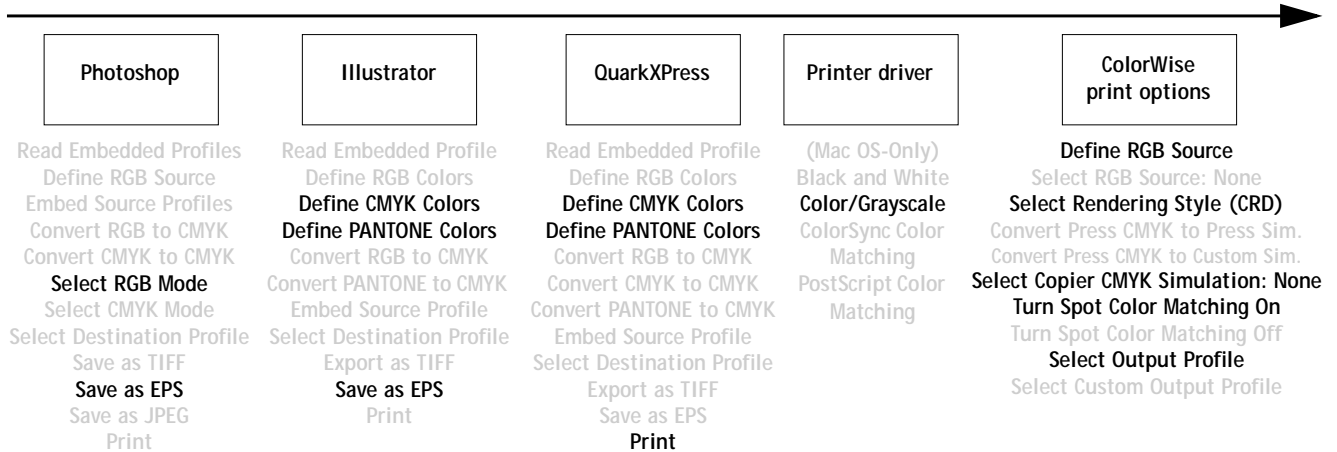 Photoshop
Read Embedded Profiles
Define RGB Source
Embed Source Profiles
Convert RGB to CMYK
Convert CMYK to CMYK
Select RGB Mode
Select CMYK Mode
Select Destination Profile
Save as TIFF
Save as EPS
Save as JPEG
Print
Illustrator
Read Embedded Profile
Define RGB Colors
Define CMYK Colors
Define PANTONE Colors
Convert RGB to CMYK
Convert PANTONE to CMYK
Embed Source Profile
Select Destination Profile
Export as TIFF
Save as EPS
Print
QuarkXPress
Read Embedded Profile
Define RGB Colors
Define CMYK Colors
Define PANTONE Colors
Convert RGB to CMYK
Convert CMYK to CMYK
Convert PANTONE to CMYK
Embed Source Profile
Select Destination Profile
Export as TIFF
Save as EPS
Print
Printer driver
(Mac OS-Only)
Black and White
Color/Grayscale
ColorSync Color
Matching
PostScript Color
Matching
ColorWise
print options
Define RGB Source
Select RGB Source: None
Select Rendering Style (CRD)
Convert Press CMYK to Press Sim.
Convert Press CMYK to Custom Sim.
Select Copier CMYK Simulation: None
Turn Spot Color Matching On
Turn Spot Color Matching Off
Select Output Profile
Select Custom Output Profile